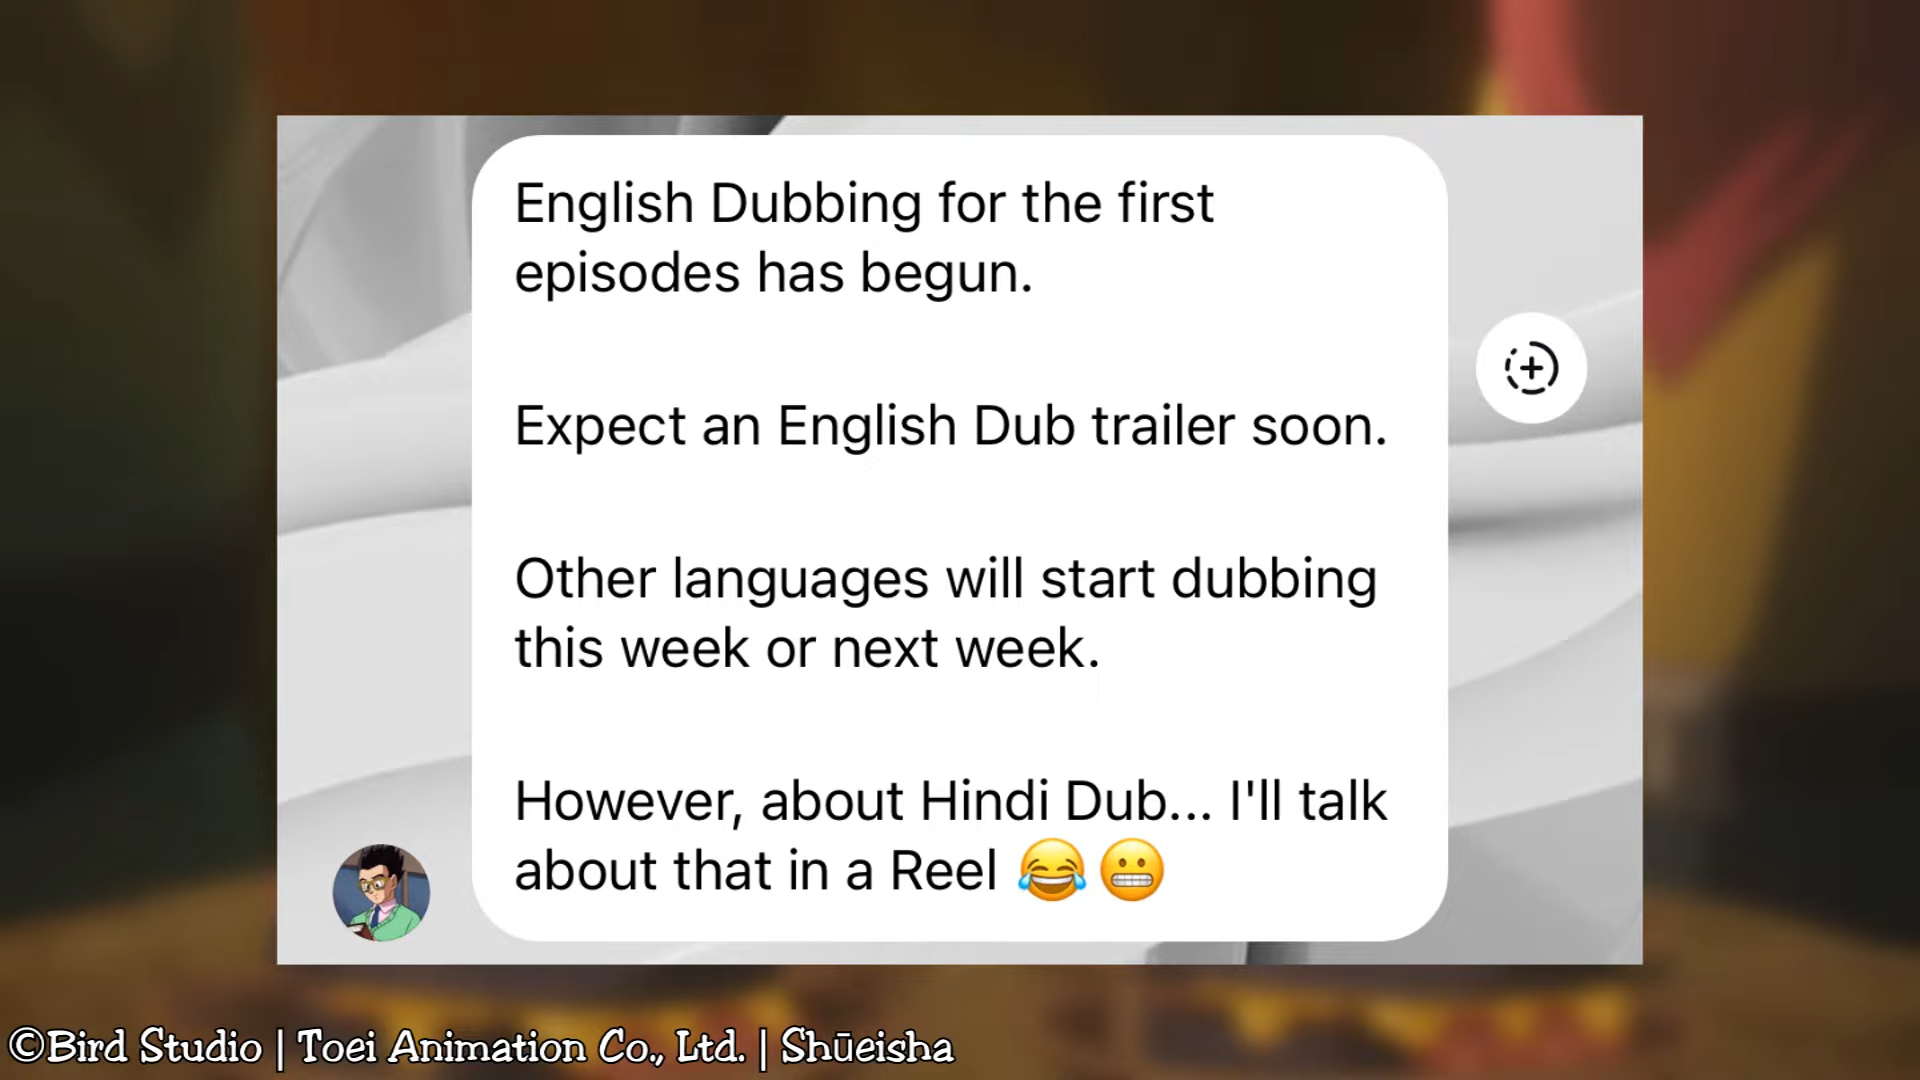 English Dubbing for the first
episodes has begun.
Expect an English Dub trailer soon.
Other languages will start dubbing
this week or next week.
However, about Hindi Dub... I'll talk
about that in a Reel 😂😬
©Bird Studio | Toei Animation Co., Ltd. | Shūeisha